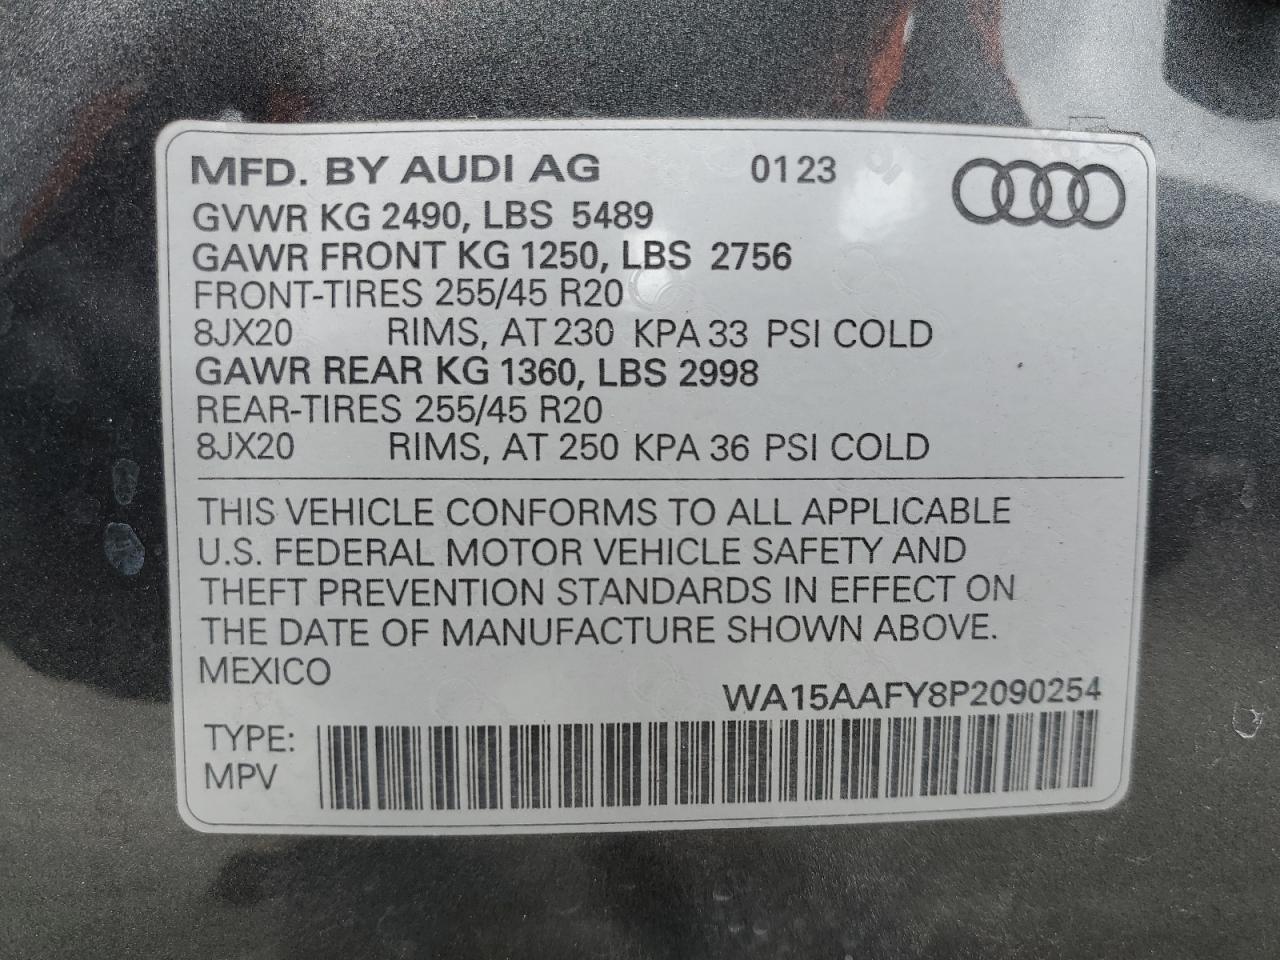 MFD. BY AUDI AG 0123
GVWR KG 2490, LBS 5489
GAWR FRONT KG 1250, LBS 2756
FRONT-TIRES 255/45 R20
8JX20 RIMS, AT 230 KPA 33 PSI COLD
GAWR REAR KG 1360, LBS 2998
REAR-TIRES 255/45 R20
8JX20 RIMS, AT 250 KPA 36 PSI COLD
THIS VEHICLE CONFORMS TO ALL APPLICABLE
U.S. FEDERAL MOTOR VEHICLE SAFETY AND
THEFT PREVENTION STANDARDS IN EFFECT ON
THE DATE OF MANUFACTURE SHOWN ABOVE.
MEXICO
WA15AAFY8P2090254
TYPE:
MPV